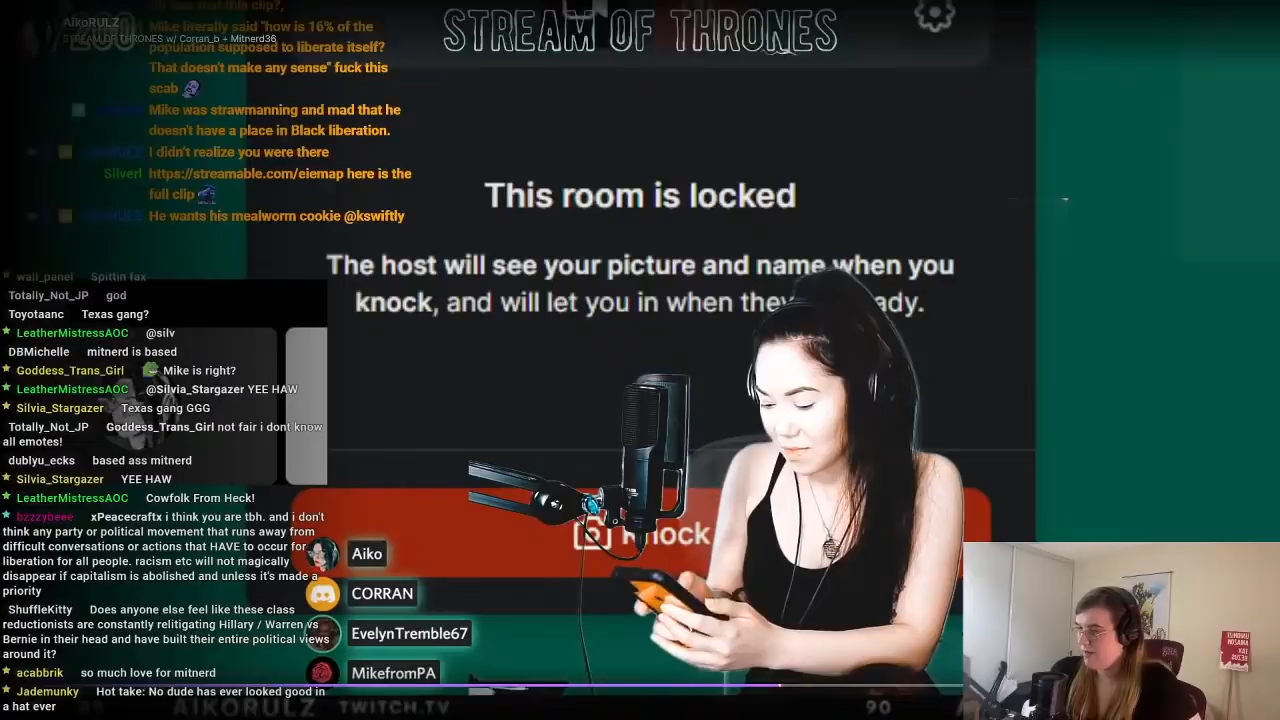 AikoRULZ
STREAM OF THRONES w/ Corran_b + Mitnerd36
STREAM OF THRONES
Mike literally said "how is 16% of the
population supposed to liberate itself?
That doesn't make any sense" fuck this
scab
Mike was strawmanning and mad that he
doesn't have a place in Black liberation.
I didn't realize you were there
Silverl https://streamable.com/eiemap here is the
full clip
He wants his mealworm cookie @kswiftly
This room is locked
The host will see your picture and name when you
knock, and will let you in when they ady.
Knock
wall_panel Spittin fax
Totally_Not_JP god
Toyotaanc Texas gang?
LeatherMistressAOC @silv
DBMichelle mitnerd is based
Goddess_Trans_Girl Mike is right?
LeatherMistressAOC @Silvia_Stargazer YEE HAW
Silvia_Stargazer Texas gang GGG
Totally_Not_JP Goddess_Trans_Girl not fair i dont know
all emotes!
dublyu_ecks based ass mitnerd
Silvia_Stargazer YEE HAW
LeatherMistressAOC Cowfolk From Heck!
bzzzybeee xPeacecraftx i think you are tbh. and i don't
think any party or political movement that runs away from
difficult conversations or actions that HAVE to occur for
liberation for all people. racism etc will not magically
disappear if capitalism is abolished and unless it's made a
priority
ShuffleKitty Does anyone else feel like these class
reductionists are constantly relitigating Hillary / Warren vs
Bernie in their head and have built their entire political views
around it?
acabbrik so much love for mitnerd
Jademunky Hot take: No dude has ever looked good in
a hat ever
Aiko
CORRAN
EvelynTremble67
MikefromPA
AIKORULZ TWITCH.TV
90